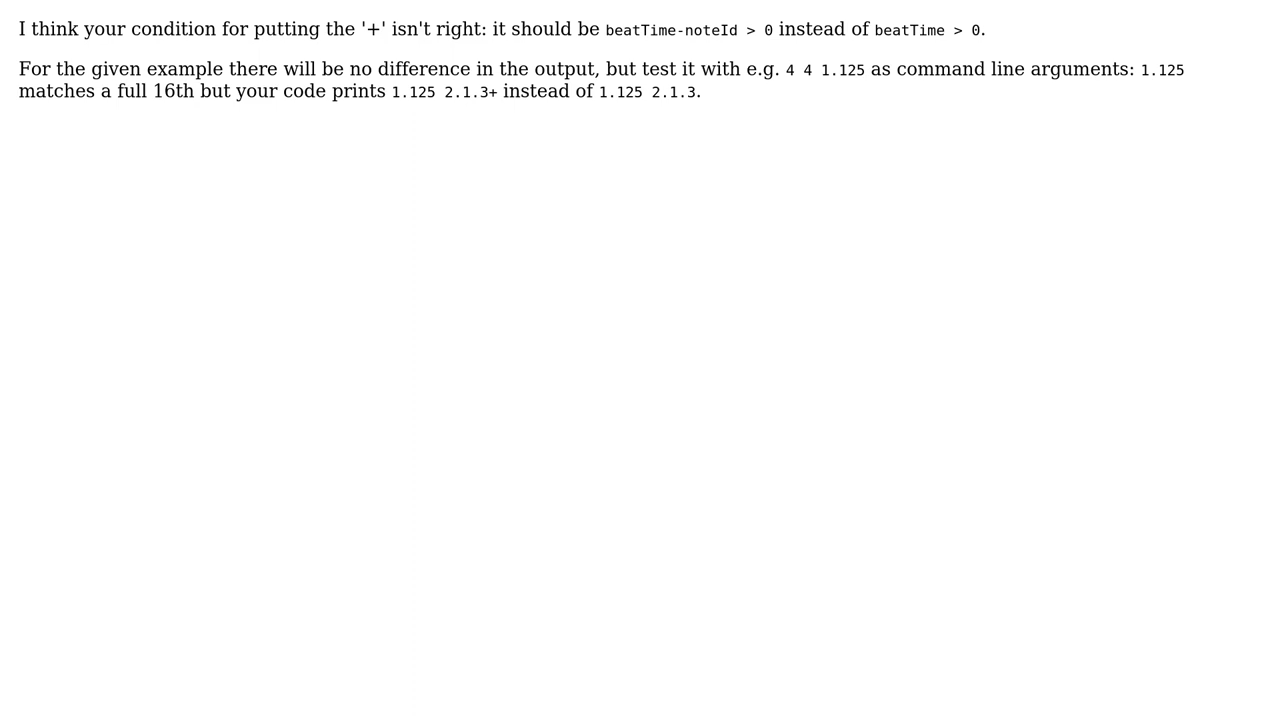 I think your condition for putting the '+' isn't right: it should be beatTime-noteId > 0 instead of beatTime > 0.
For the given example there will be no difference in the output, but test it with e.g. 4 4 1.125 as command line arguments: 1.125
matches a full 16th but your code prints 1.125 2.1.3+ instead of 1.125 2.1.3.